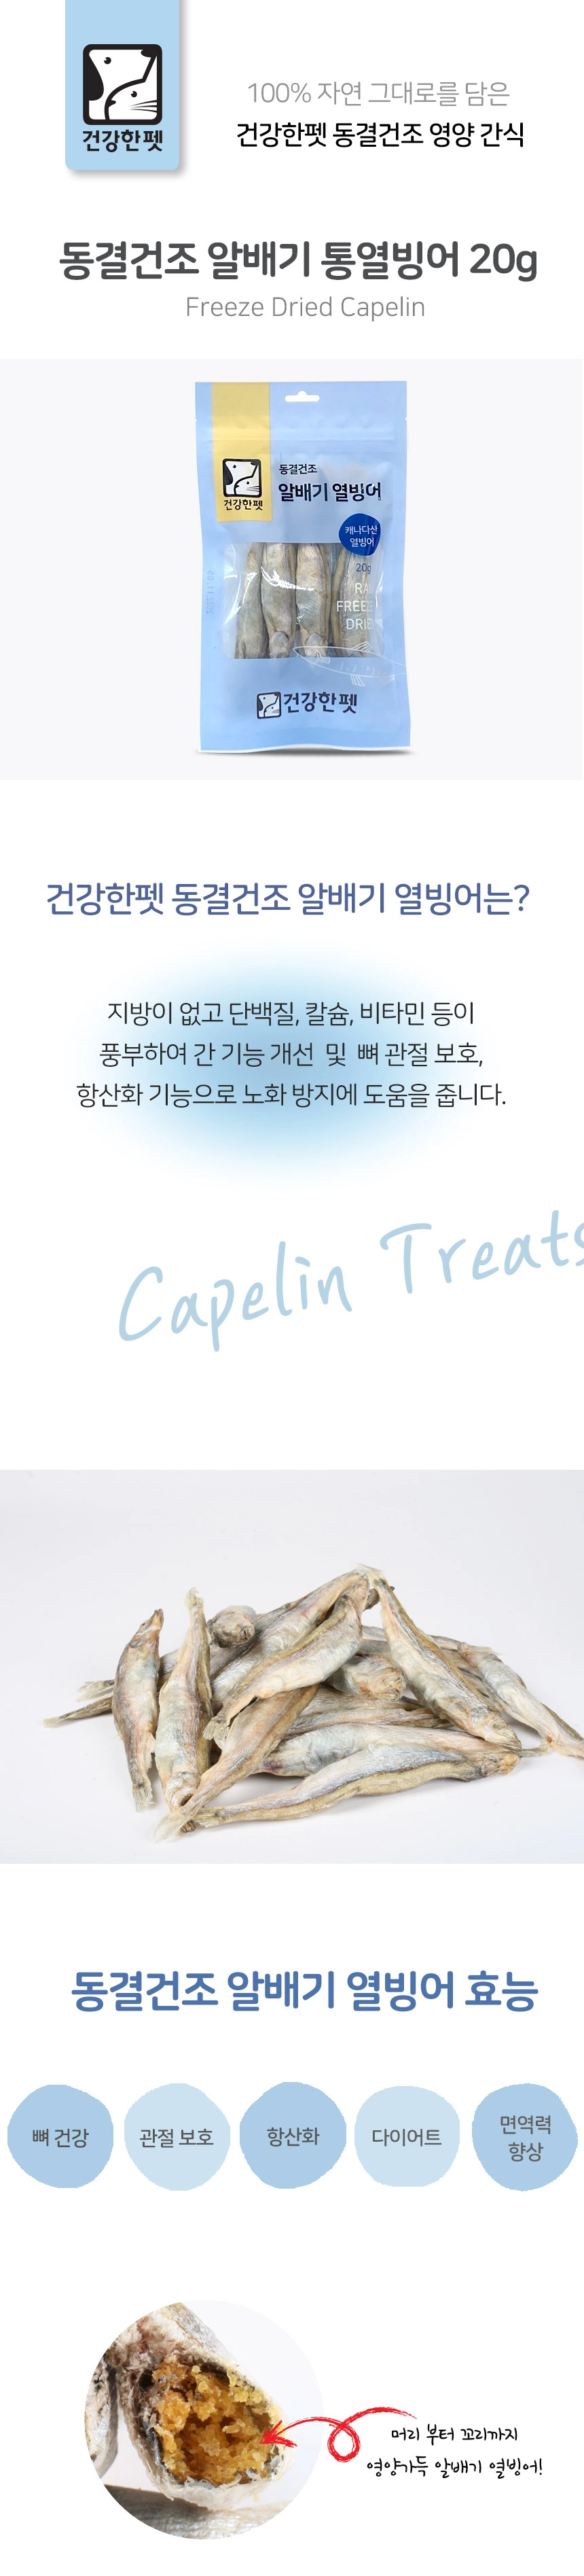 건강한펫
100% 자연 그대로를 담은
건강한펫 동결건조 영양 간식
동결건조 알배기 통열빙어 20g
Freeze Dried Capelin
건강한펫
동결건조
알배기 열빙어
캐나다산
열빙어
20g
RA
FREEZE
DRIED
건강한펫
건강한펫 동결건조 알배기 열빙어는?
지방이 없고 단백질, 칼슘, 비타민 등이
풍부하여 간 기능 개선 및 뼈 관절 보호,
항산화 기능으로 노화 방지에 도움을 줍니다.
Capelin Treats
동결건조 알배기 열빙어 효능
뼈 건강
관절 보호
항산화
다이어트
면역력
향상
머리 부터 꼬리까지
영양가득 알배기 열빙어!